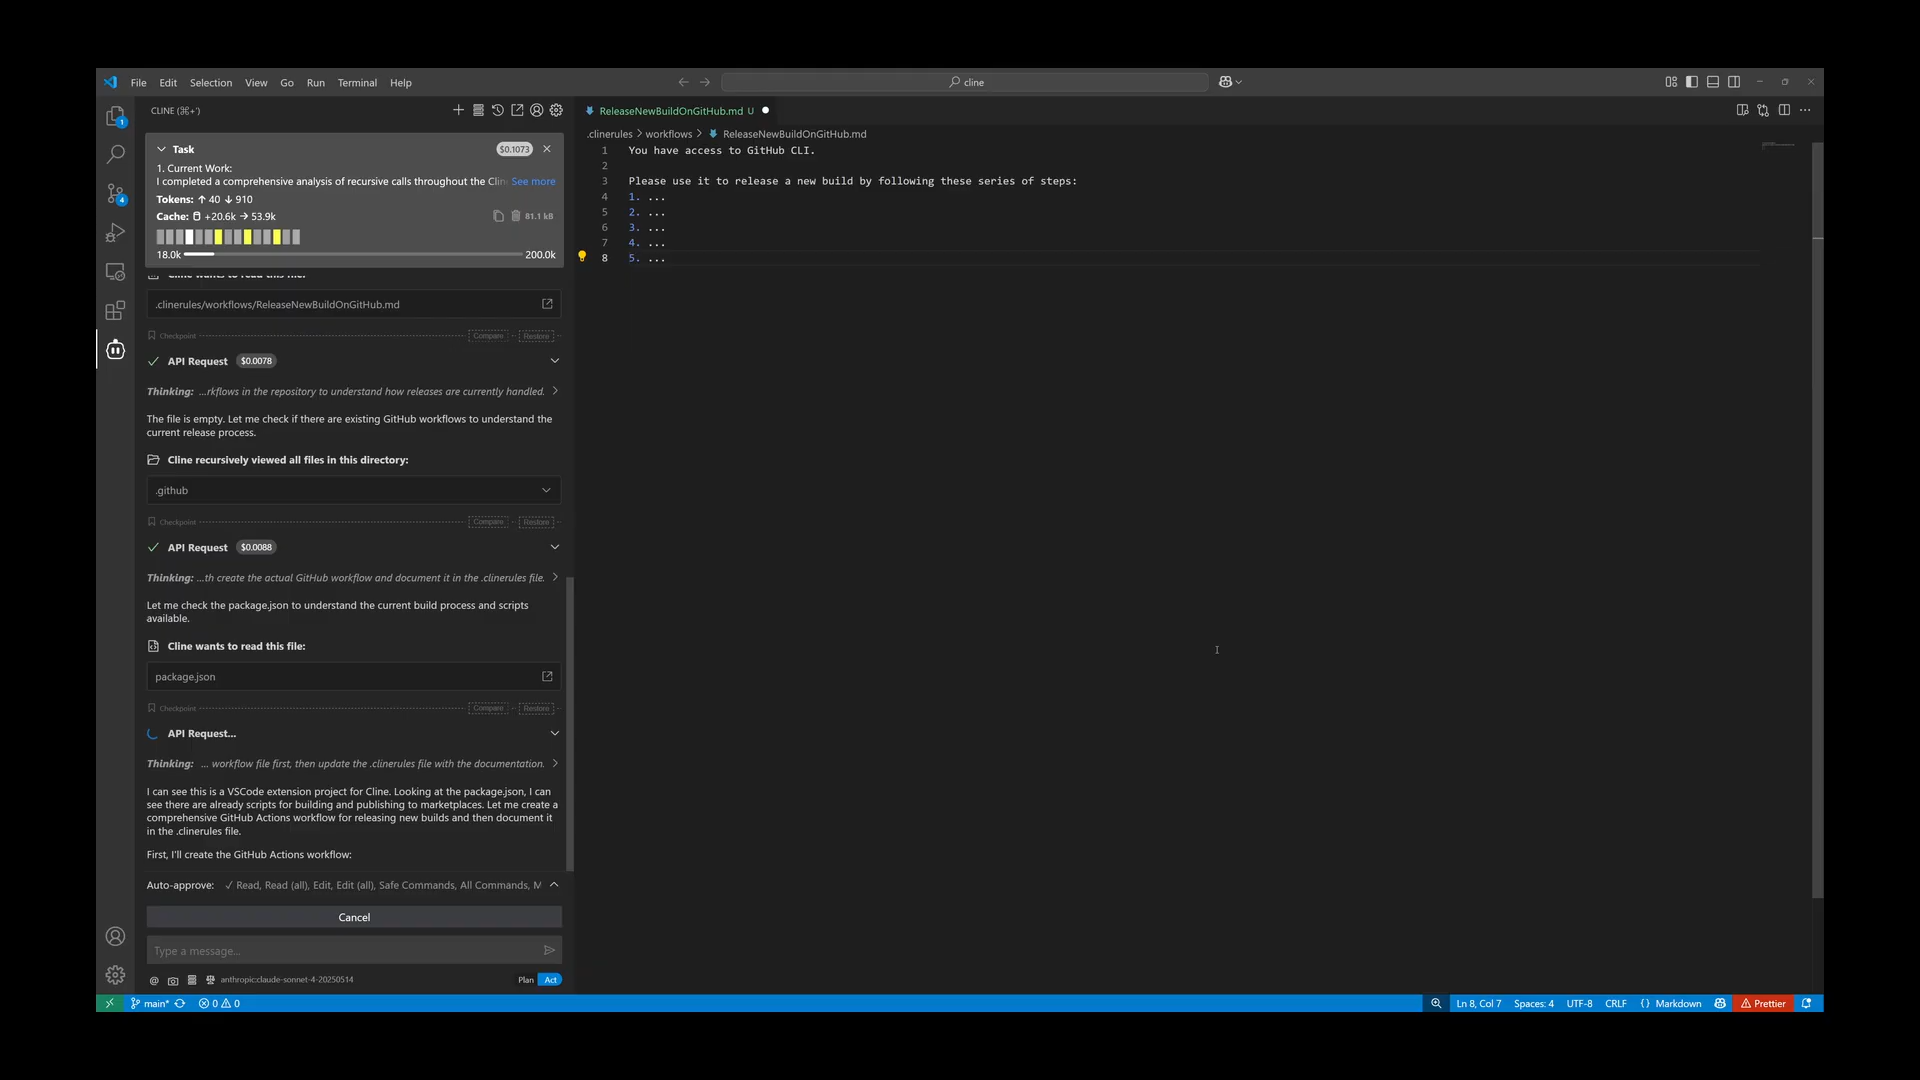 File Edit Selection View Go Run Terminal Help
cline
CLINE (⌘+')
Task
$0.1073
1. Current Work:
I completed a comprehensive analysis of recursive calls throughout the Clin See more
Tokens: ↑ 40 ↓ 910
Cache: +20.6k → 53.9k
81.1 kB
18.0k
200.0k
Cline wants to read this file:
.clinerules/workflows/ReleaseNewBuildOnGitHub.md
Checkpoint Compare Restore
API Request $0.0078
Thinking: ...rkflows in the repository to understand how releases are currently handled.
The file is empty. Let me check if there are existing GitHub workflows to understand the
current release process.
Cline recursively viewed all files in this directory:
.github
Checkpoint Compare Restore
API Request $0.0088
Thinking: ...th create the actual GitHub workflow and document it in the .clinerules file.
Let me check the package.json to understand the current build process and scripts
available.
Cline wants to read this file:
package.json
Checkpoint Compare Restore
API Request...
Thinking: ... workflow file first, then update the .clinerules file with the documentation.
I can see this is a VSCode extension project for Cline. Looking at the package.json, I can
see there are already scripts for building and publishing to marketplaces. Let me create a
comprehensive GitHub Actions workflow for releasing new builds and then document it
in the .clinerules file.
First, I'll create the GitHub Actions workflow:
Auto-approve: ✓ Read, Read (all), Edit, Edit (all), Safe Commands, All Commands, M
Cancel
Type a message...
@ anthropic:claude-sonnet-4-20250514
Plan Act
ReleaseNewBuildOnGitHub.md U
.clinerules > workflows > ReleaseNewBuildOnGitHub.md
1 You have access to GitHub CLI.
2
3 Please use it to release a new build by following these series of steps:
4 1. ...
5 2. ...
6 3. ...
7 4. ...
8 5. ...
1
4
main* 0 0
Ln 8, Col 7 Spaces: 4 UTF-8 CRLF {} Markdown Prettier